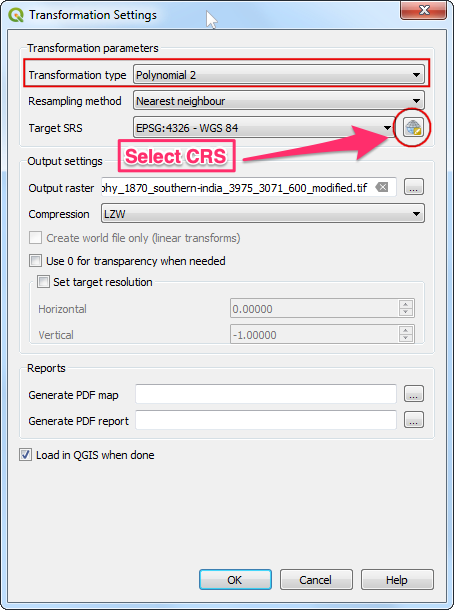 Transformation Settings
Transformation parameters
Transformation type Polynomial 2
Resampling method Nearest neighbour
Target SRS EPSG:4326 - WGS 84
Select CRS
Output settings
Output raster phy_1870_southern-india_3975_3071_600_modified.tif ...
Compression LZW
Create world file only (linear transforms)
Use 0 for transparency when needed
Set target resolution
Horizontal 0.00000
Vertical -1.00000
Reports
Generate PDF map ...
Generate PDF report ...
Load in QGIS when done
OK Cancel Help